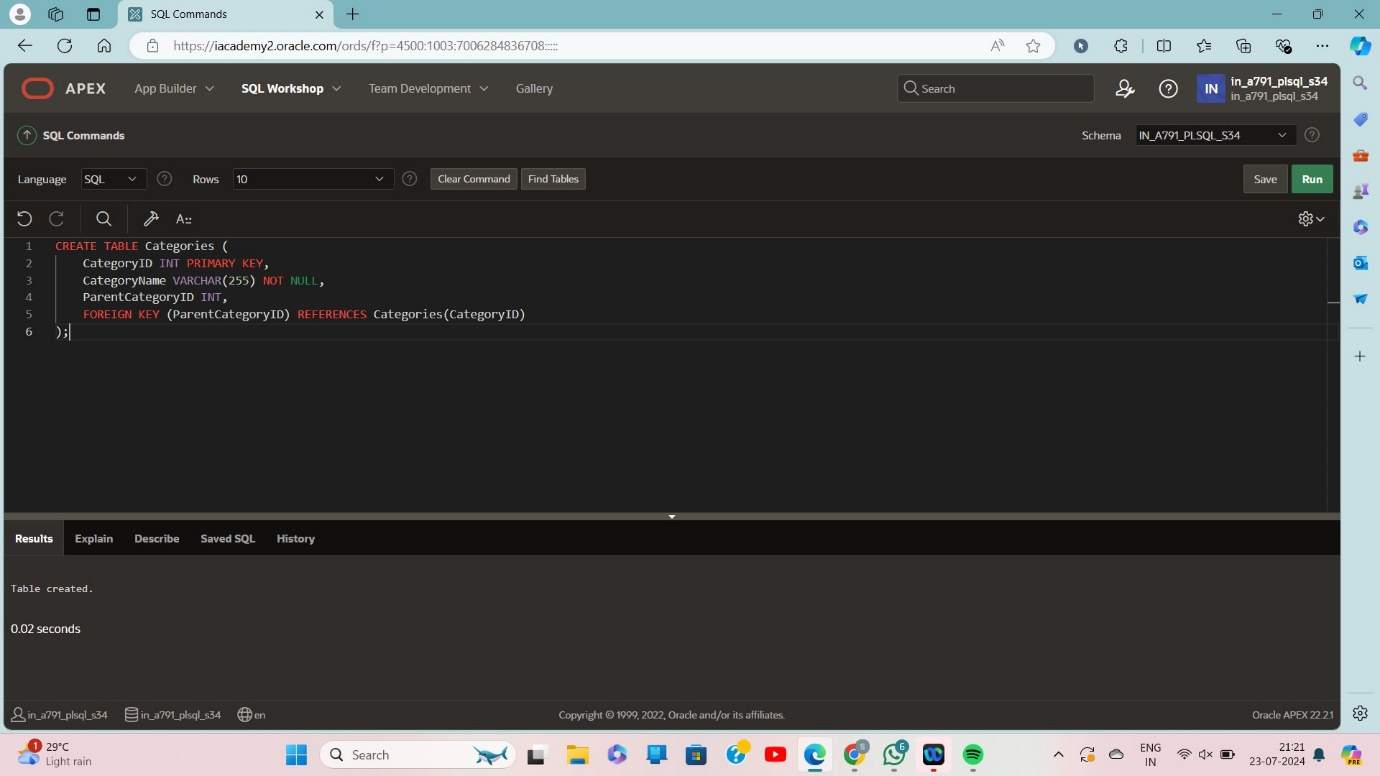 SQL Commands
https://iacademy2.oracle.com/ords/f?p=4500:1003:7006284836708:::::
APEX App Builder SQL Workshop Team Development Gallery Search IN in_a791_plsql_s34
in_a791_plsql_s34
SQL Commands Schema IN_A791_PLSQL_S34
Language SQL Rows 10 Clear Command Find Tables Save Run
A::
1 CREATE TABLE Categories (
2 CategoryID INT PRIMARY KEY,
3 CategoryName VARCHAR(255) NOT NULL,
4 ParentCategoryID INT,
5 FOREIGN KEY (ParentCategoryID) REFERENCES Categories(CategoryID)
6 );
Results Explain Describe Saved SQL History
Table created.
0.02 seconds
in_a791_plsql_s34 in_a791_plsql_s34 en Copyright © 1999, 2022, Oracle and/or its affiliates. Oracle APEX 22.2.1
1 29°C
Light rain
Search
6
ENG
IN
21:21
23-07-2024
PRE